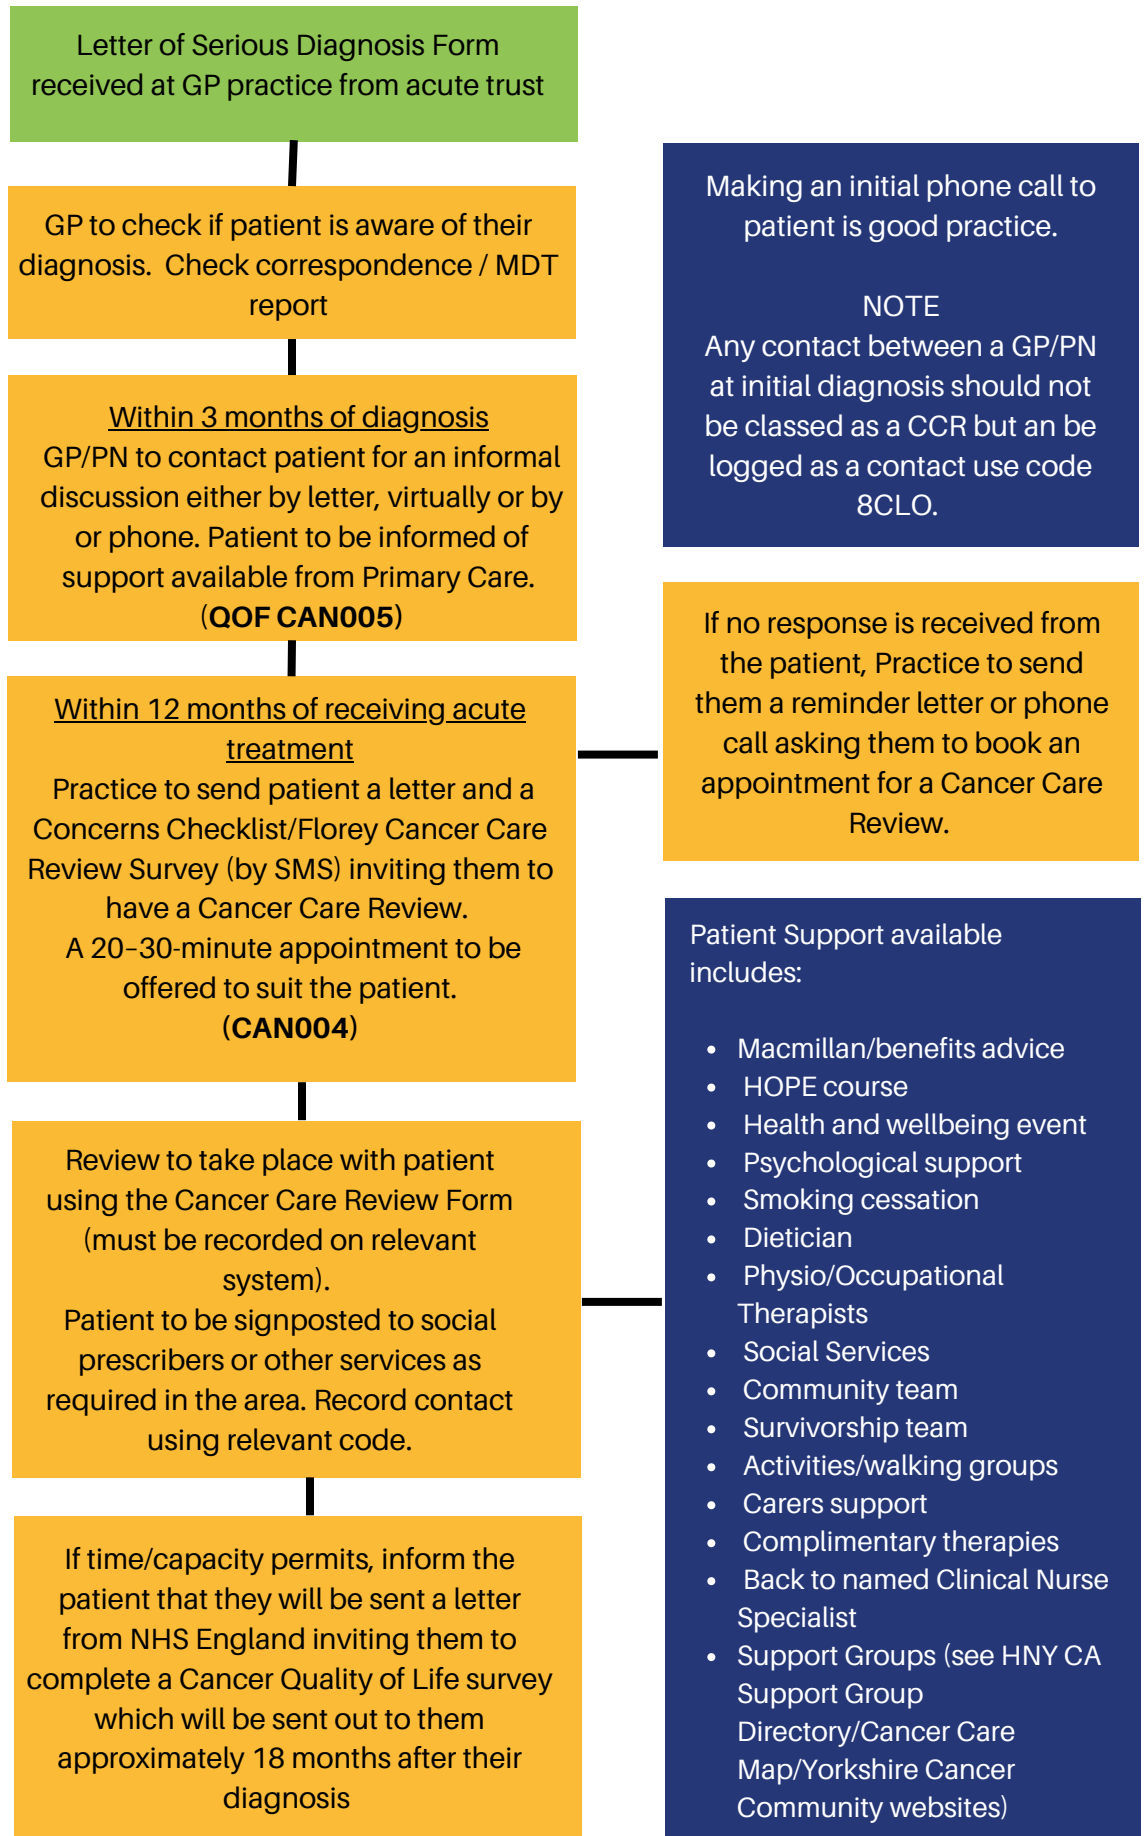 Letter of Serious Diagnosis Form
received at GP practice from acute trust
GP to check if patient is aware of their
diagnosis.  Check correspondence / MDT
report
Within 3 months of diagnosis
GP/PN to contact patient for an informal
discussion either by letter, virtually or by
or phone. Patient to be informed of
support available from Primary Care.
(QOF CAN005)
Within 12 months of receiving acute
treatment
Practice to send patient a letter and a
Concerns Checklist/Florey Cancer Care
Review Survey (by SMS) inviting them to
have a Cancer Care Review.
A 20–30-minute appointment to be
offered to suit the patient.
(CAN004)
Review to take place with patient
using the Cancer Care Review Form
(must be recorded on relevant
system).
Patient to be signposted to social
prescribers or other services as
required in the area. Record contact
using relevant code.
If time/capacity permits, inform the
patient that they will be sent a letter
from NHS England inviting them to
complete a Cancer Quality of Life survey
which will be sent out to them
approximately 18 months after their
diagnosis
Making an initial phone call to
patient is good practice.
NOTE
Any contact between a GP/PN
at initial diagnosis should not
be classed as a CCR but an be
logged as a contact use code
8CLO.
If no response is received from
the patient, Practice to send
them a reminder letter or phone
call asking them to book an
appointment for a Cancer Care
Review.
Patient Support available
includes:
• Macmillan/benefits advice
• HOPE course
• Health and wellbeing event
• Psychological support
• Smoking cessation
• Dietician
• Physio/Occupational
Therapists
• Social Services
• Community team
• Survivorship team
• Activities/walking groups
• Carers support
• Complimentary therapies
• Back to named Clinical Nurse
Specialist
• Support Groups (see HNY CA
Support Group
Directory/Cancer Care
Map/Yorkshire Cancer
Community websites)